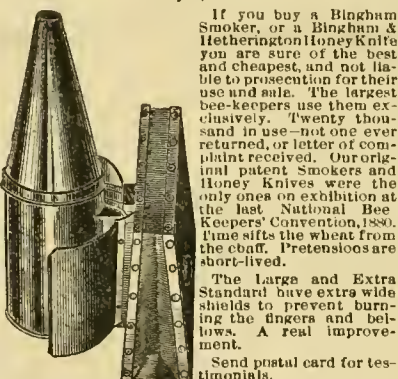 If you buy a Bingham
Smoker, or a Bingham &
Hetherington Honey Knife
you are sure of the best
and cheapest, and not lia-
ble to prosecution for their
use and sale. The largest
bee-keepers use them ex-
clusively. Twenty thou-
sand in use—not one ever
returned, or letter of com-
plaint received. Our orig-
inal patent Smokers and
Honey Knives were the
only ones on exhibition at
the last National Bee
Keepers' Convention, 1880.
Time sifts the wheat from
the chaff. Pretensions are
short-lived.
The Large and Extra
Standard have extra wide
shields to prevent burn-
ing the fingers and bel-
lows. A real improve-
ment.
Send postal card for tes-
timonials.